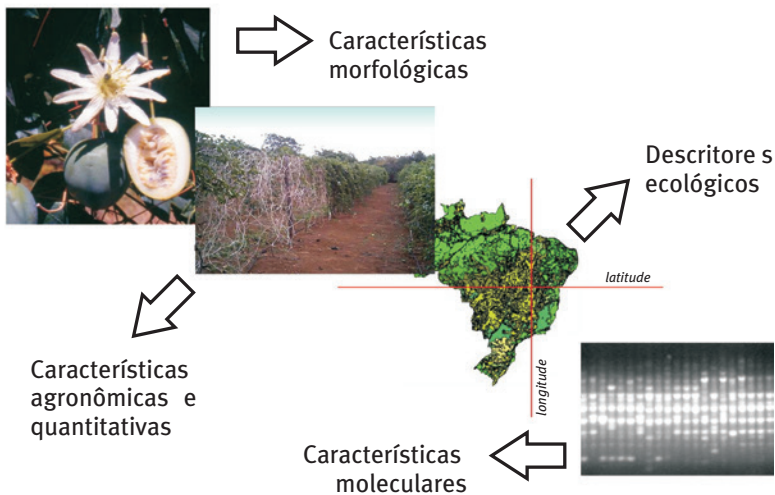 Características
morfológicas
Descritore s
ecológicos
latitude
longitude
Características
agronômicas e
quantitativas
Características
moleculares